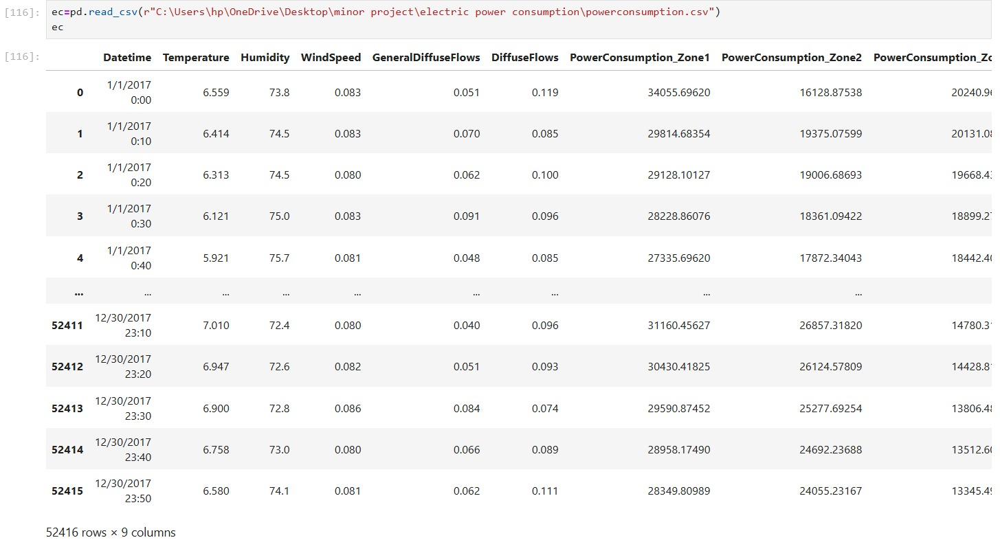 [116]: ec=pd.read_csv(r"C:\Users\hp\OneDrive\Desktop\minor project\electric power consumption\powerconsumption.csv")
ec
[116]:
Datetime Temperature Humidity WindSpeed GeneralDiffuseFlows DiffuseFlows PowerConsumption_Zone1 PowerConsumption_Zone2 PowerConsumption_Zo
0 1/1/2017 0:00 6.559 73.8 0.083 0.051 0.119 34055.69620 16128.87538 20240.96
1 1/1/2017 0:10 6.414 74.5 0.083 0.070 0.085 29814.68354 19375.07599 20131.08
2 1/1/2017 0:20 6.313 74.5 0.080 0.062 0.100 29128.10127 19006.68693 19668.43
3 1/1/2017 0:30 6.121 75.0 0.083 0.091 0.096 28228.86076 18361.09422 18899.27
4 1/1/2017 0:40 5.921 75.7 0.081 0.048 0.085 27335.69620 17872.34043 18442.40
... ... ... ... ... ... ... ... ...
52411 12/30/2017 23:10 7.010 72.4 0.080 0.040 0.096 31160.45627 26857.31820 14780.31
52412 12/30/2017 23:20 6.947 72.6 0.082 0.051 0.093 30430.41825 26124.57809 14428.81
52413 12/30/2017 23:30 6.900 72.8 0.086 0.084 0.074 29590.87452 25277.69254 13806.48
52414 12/30/2017 23:40 6.758 73.0 0.080 0.066 0.089 28958.17490 24692.23688 13512.60
52415 12/30/2017 23:50 6.580 74.1 0.081 0.062 0.111 28349.80989 24055.23167 13345.49
52416 rows × 9 columns